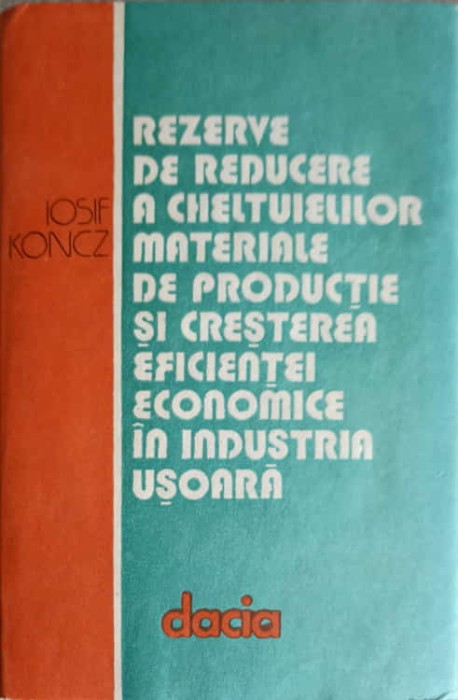 IOSIF
KONCZ
REZERVE
DE REDUCERE
A CHELTUIELILOR
MATERIALE
DE PRODUCȚIE
ȘI CREȘTEREA
EFICIENȚEI
ECONOMICE
ÎN INDUSTRIA
UȘOARĂ
dacia